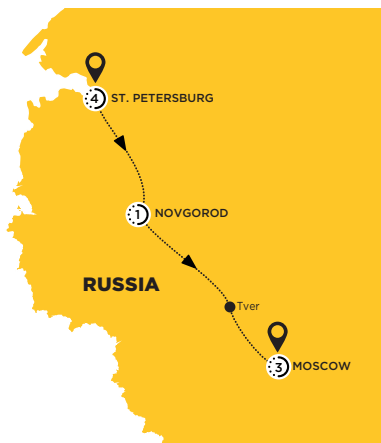 4 ST. PETERSBURG
1 NOVGOROD
RUSSIA
Tver
3 MOSCOW